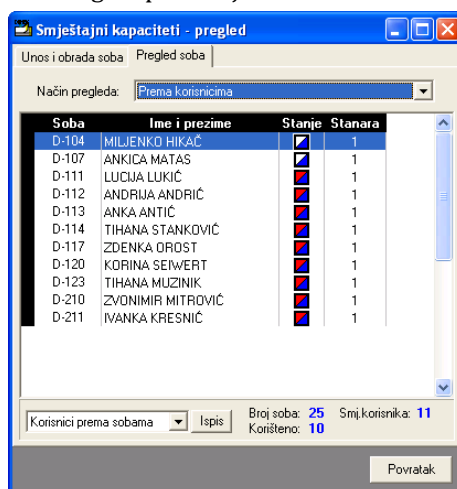 Smještajni kapaciteti - pregled
Unos i obrada soba Pregled soba
Način pregleda: Prema korisnicima
Soba Ime i prezime Stanje Stanara
D-104 MILJENKO HIKAČ 1
D-107 ANKICA MATAS 1
D-111 LUCIJA LUKIĆ 1
D-112 ANDRIJA ANDRIĆ 1
D-113 ANKA ANTIĆ 1
D-114 TIHANA STANKOVIĆ 1
D-117 ZDENKA OROST 1
D-120 KORINA SEIWERT 1
D-123 TIHANA MUZINIK 1
D-210 ZVONIMIR MITROVIĆ 1
D-211 IVANKA KRESNIĆ 1
Korisnici prema sobama Ispis Broj soba: 25 Smj.korisnika: 11
Korišteno: 10
Povratak